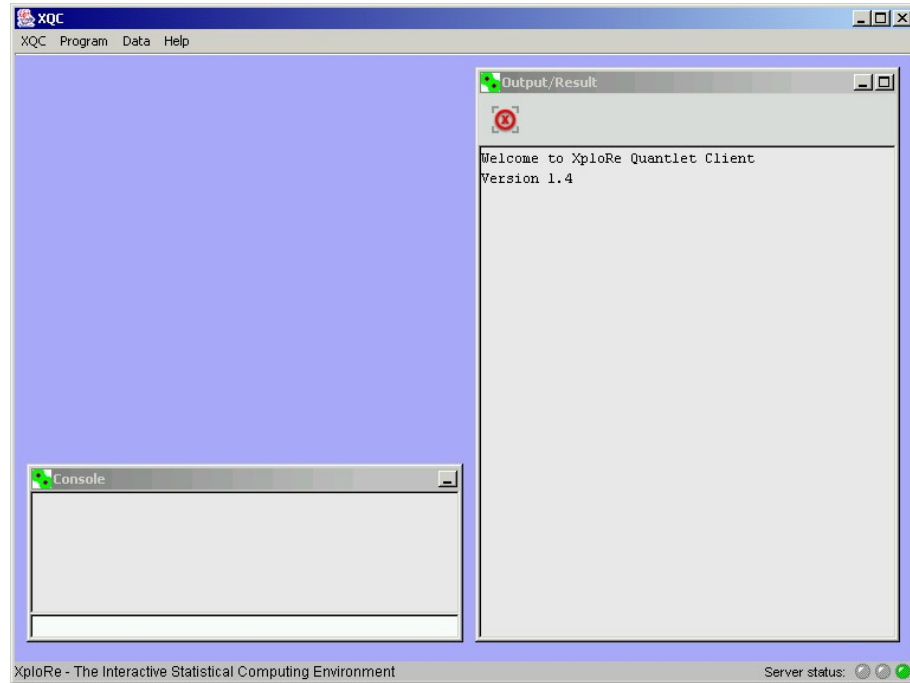 XQC
XQC Program Data Help
Output/Result
Welcome to XploRe Quantlet Client
Version 1.4
Console
XploRe - The Interactive Statistical Computing Environment
Server status: